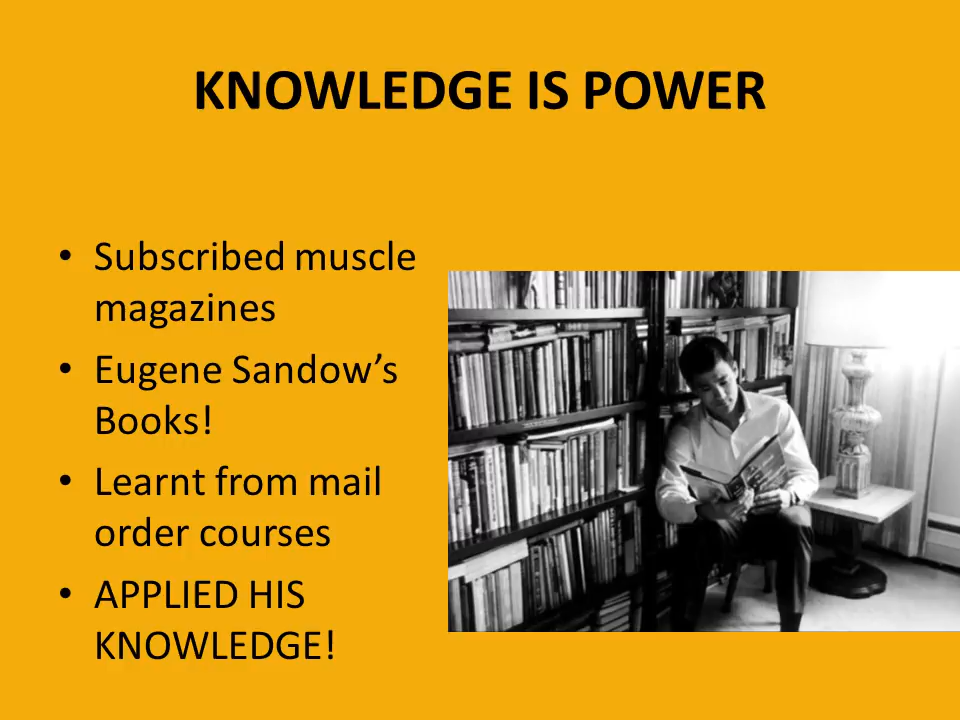 KNOWLEDGE IS POWER
• Subscribed muscle
magazines
• Eugene Sandow’s
Books!
• Learnt from mail
order courses
• APPLIED HIS
KNOWLEDGE!